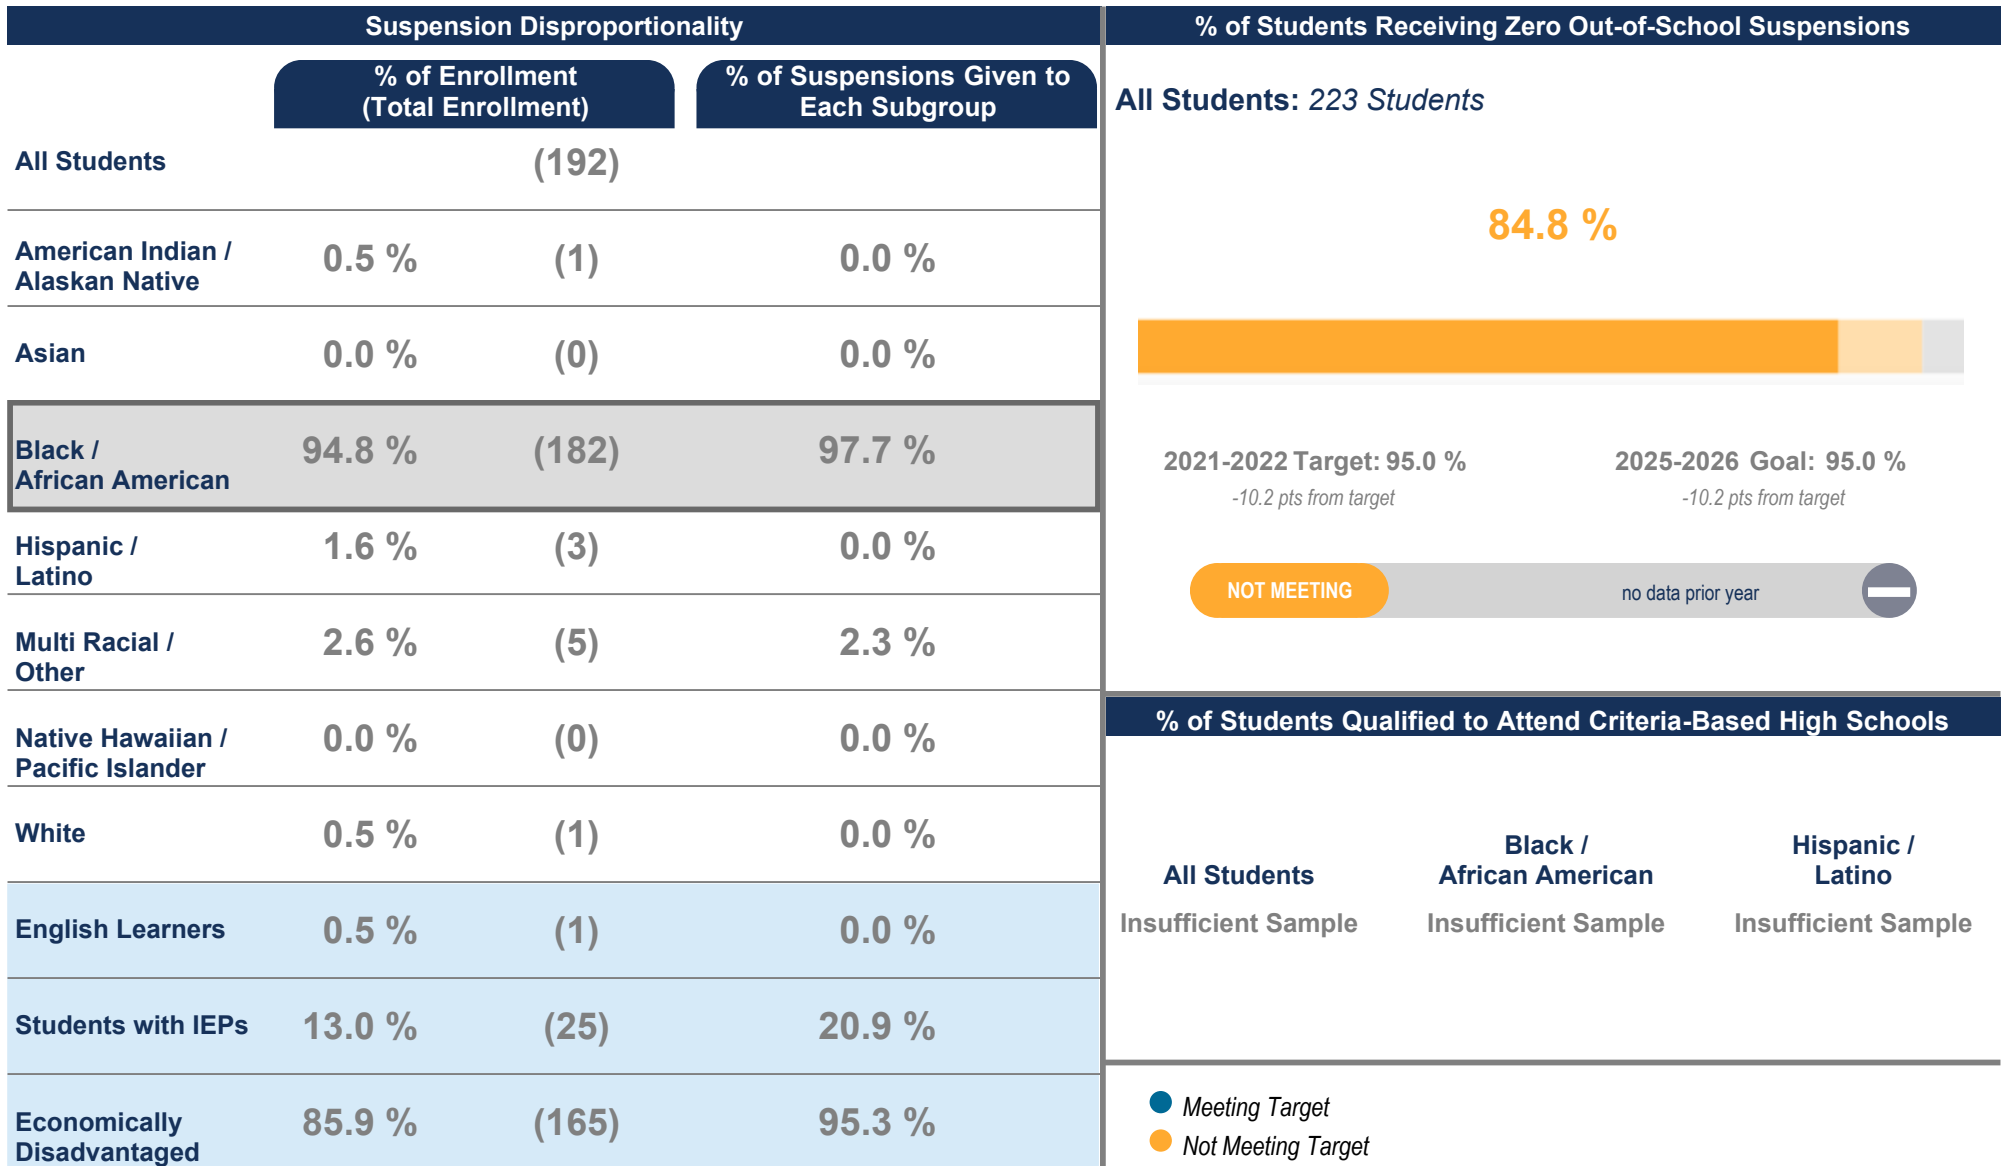 Suspension Disproportionality
% of Enrollment
(Total Enrollment)
% of Suspensions Given to
Each Subgroup
All Students (192)
American Indian /
Alaskan Native
0.5 % (1) 0.0 %
Asian 0.0 % (0) 0.0 %
Black /
African American
94.8 % (182) 97.7 %
Hispanic /
Latino
1.6 % (3) 0.0 %
Multi Racial /
Other
2.6 % (5) 2.3 %
Native Hawaiian /
Pacific Islander
0.0 % (0) 0.0 %
White 0.5 % (1) 0.0 %
English Learners 0.5 % (1) 0.0 %
Students with IEPs 13.0 % (25) 20.9 %
Economically
Disadvantaged
85.9 % (165) 95.3 %
% of Students Receiving Zero Out-of-School Suspensions
All Students: 223 Students
84.8 %
2021-2022 Target: 95.0 %
-10.2 pts from target
2025-2026 Goal: 95.0 %
-10.2 pts from target
NOT MEETING
no data prior year
% of Students Qualified to Attend Criteria-Based High Schools
All Students
Insufficient Sample
Black /
African American
Insufficient Sample
Hispanic /
Latino
Insufficient Sample
Meeting Target
Not Meeting Target